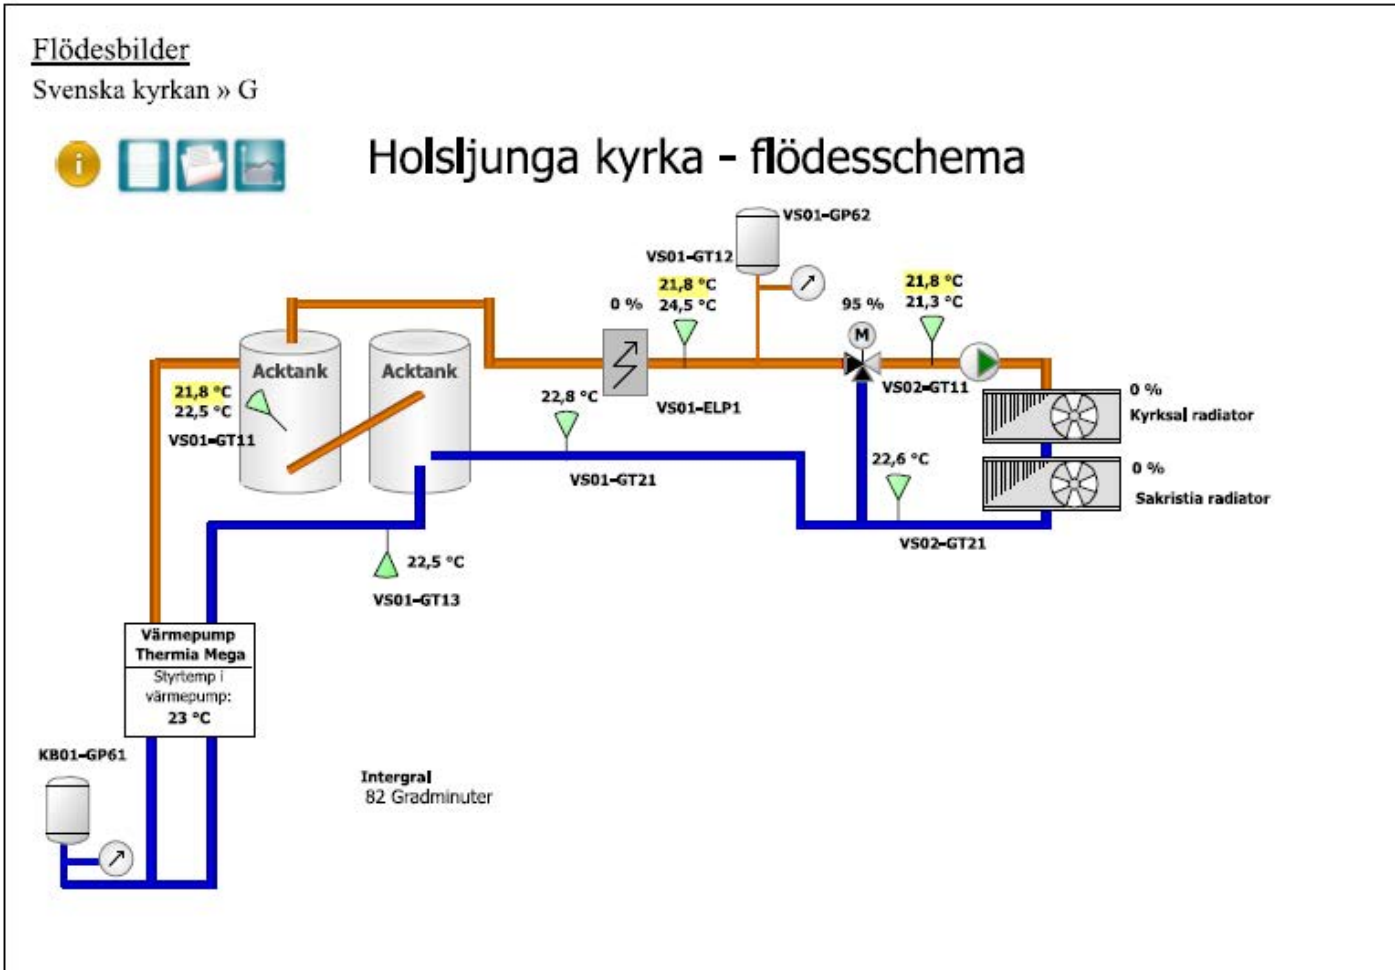 Flödesbilder
Svenska kyrkan » G
i
Holsljunga kyrka - flödesschema
VS01-GP62
VS01-GT12
21,8 °C
24,5 °C
0 %
95 %
M
21,8 °C
21,3 °C
VS02-GT11
Acktank
Acktank
21,8 °C
22,5 °C
VS01-GT11
VS01-ELP1
22,8 °C
VS01-GT21
0 %
Kyrksal radiator
22,6 °C
VS02-GT21
0 %
Sakristia radiator
22,5 °C
VS01-GT13
Värmepump
Thermia Mega
Styrtemp i
värmepump:
23 °C
KB01-GP61
Intergral
82 Gradminuter